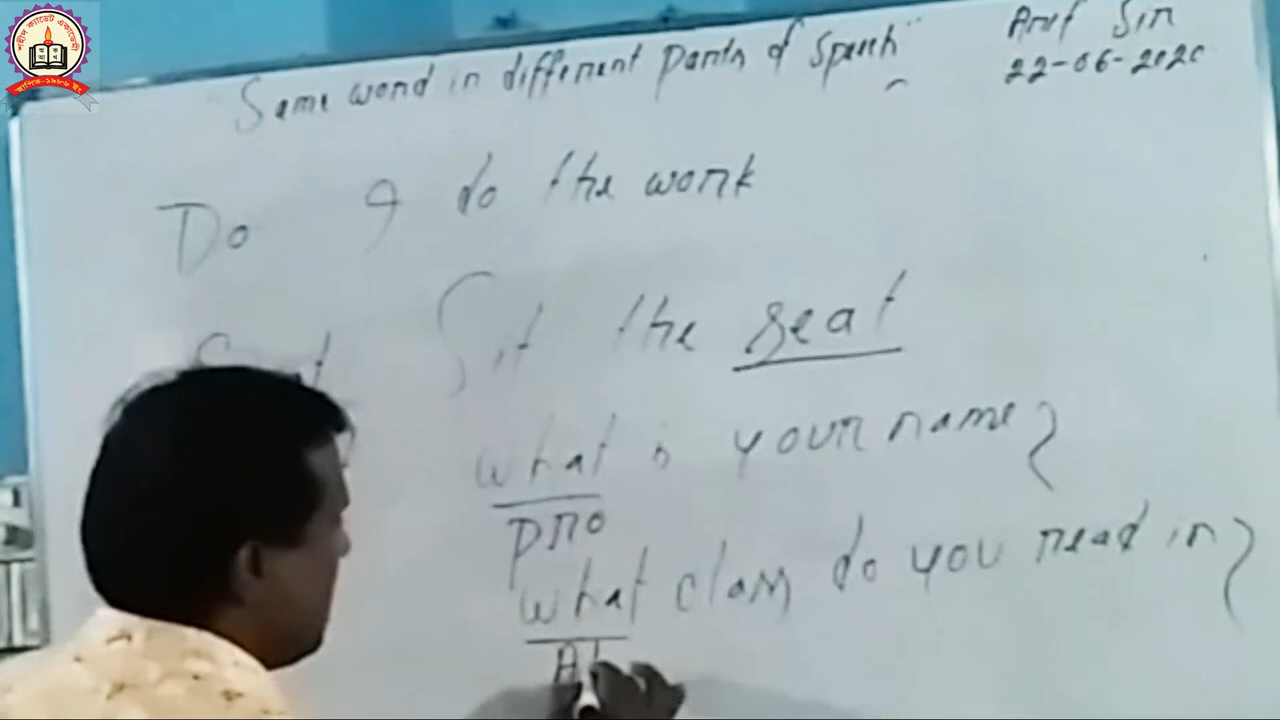 "Same word in different parts of speech"
Arif Sir
22-06-2020
Do I do the work
Sit the seat
what is your name?
pro
what class do you read in?